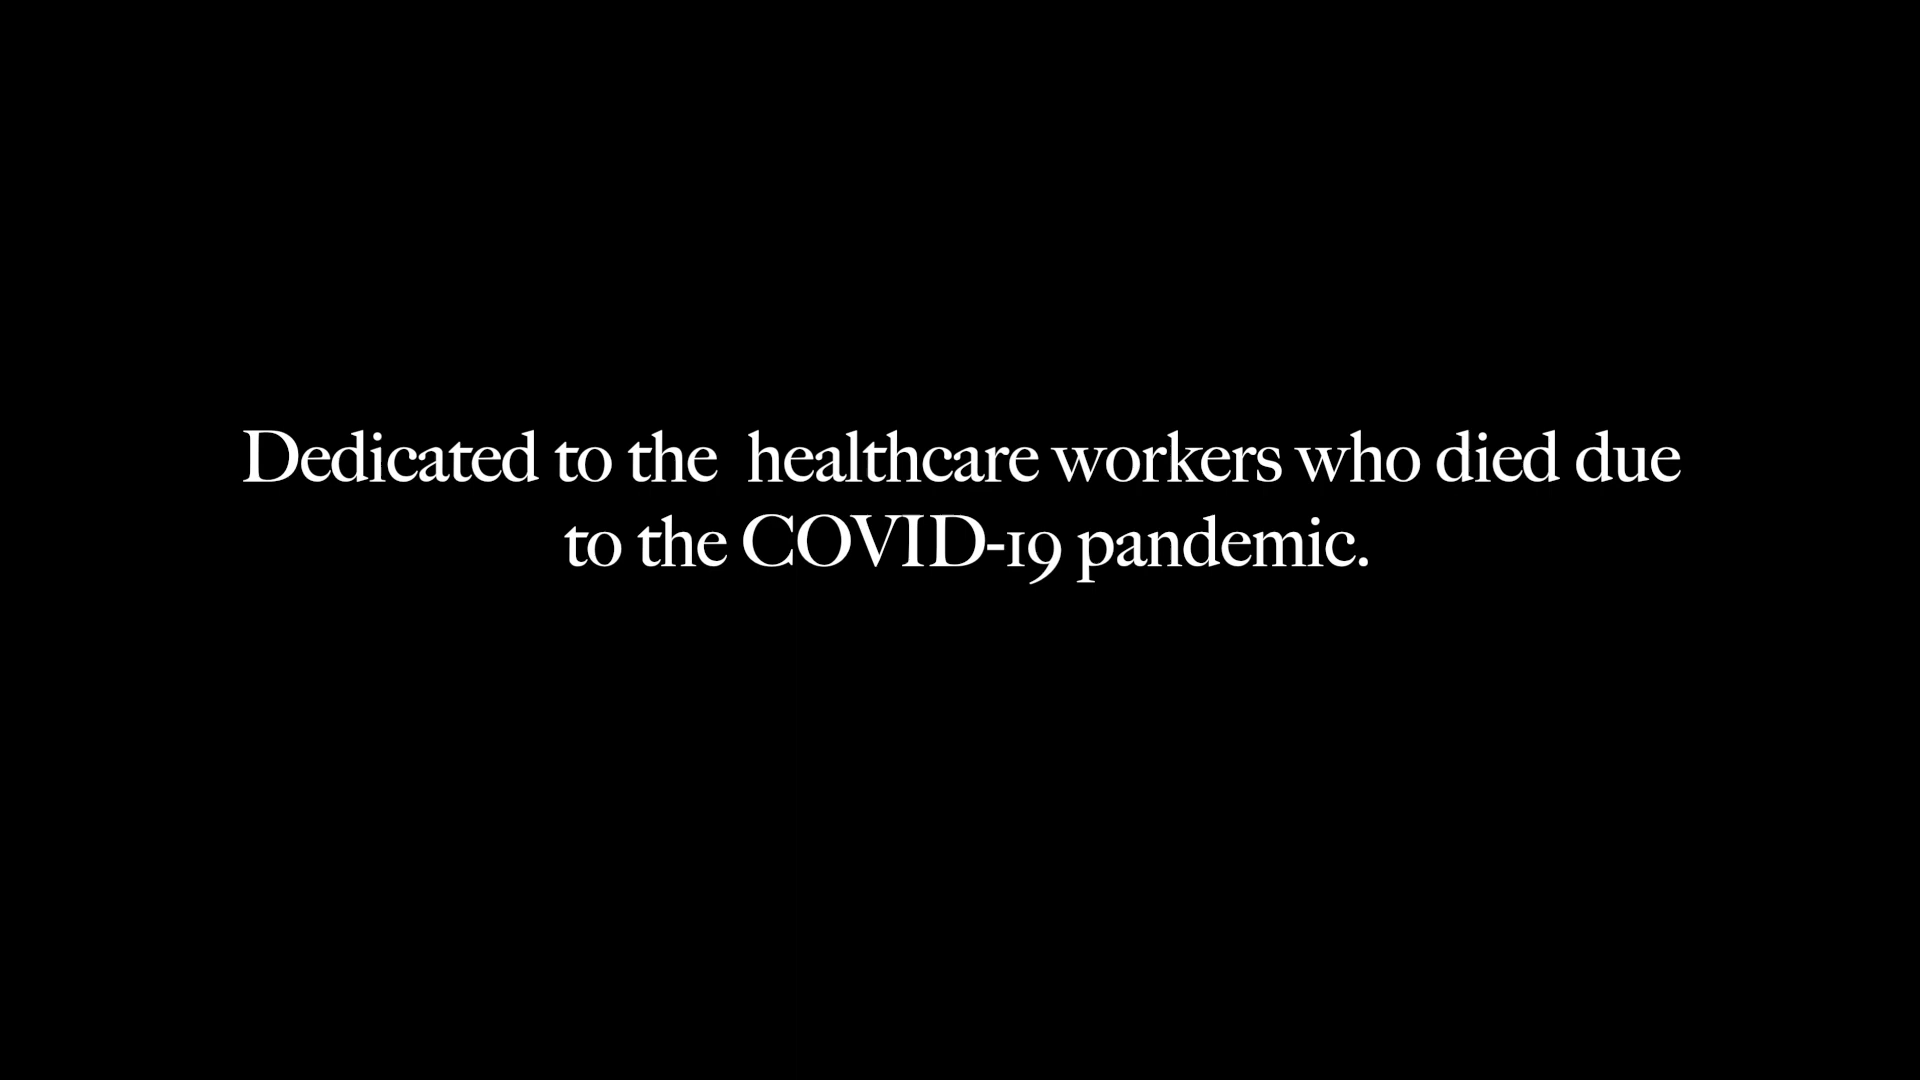 Dedicated to the  healthcare workers who died due
to the COVID-19 pandemic.